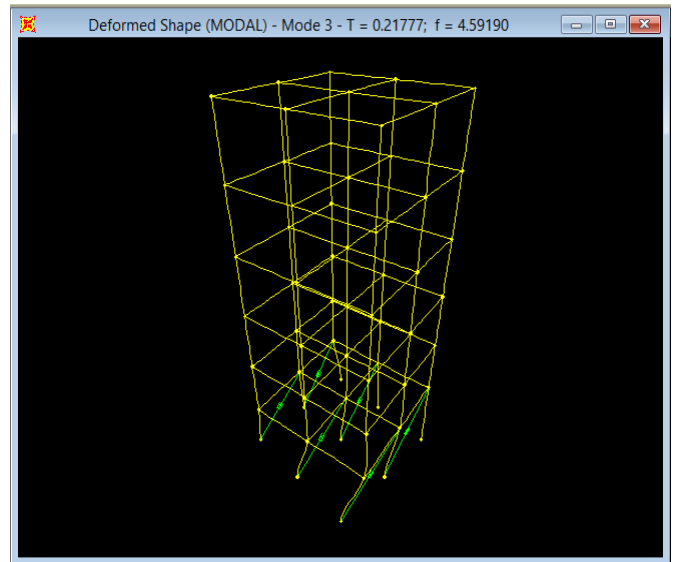 Deformed Shape (MODAL) - Mode 3 - T = 0.21777; f = 4.59190